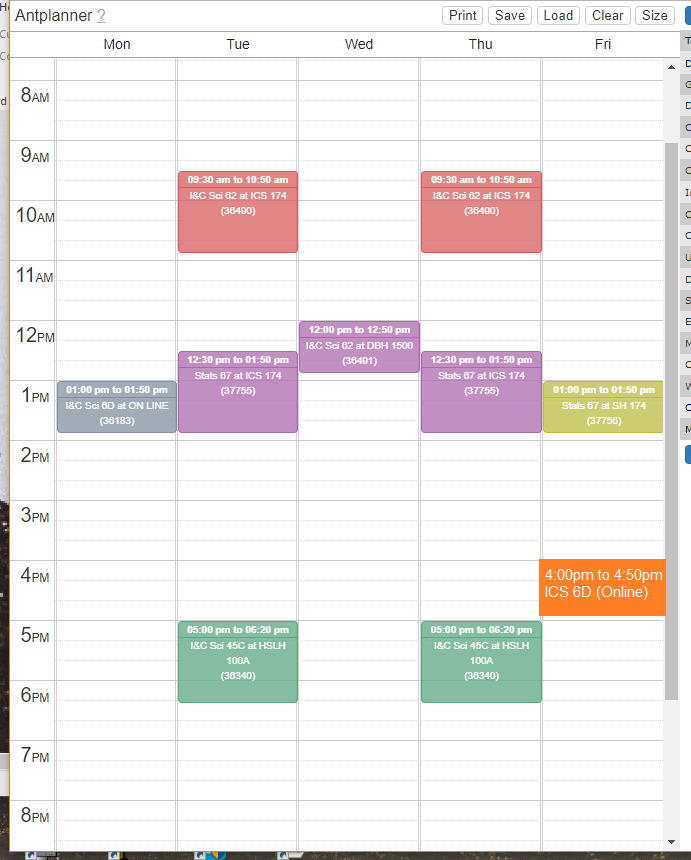 Antplanner ?
Print Save Load Clear Size
Mon Tue Wed Thu Fri
8AM
9AM
09:30 am to 10:50 am
I&C Sci 62 at ICS 174
(36490)
09:30 am to 10:50 am
I&C Sci 62 at ICS 174
(36490)
10AM
11AM
12PM
12:00 pm to 12:50 pm
I&C Sci 62 at DBH 1500
(36491)
12:30 pm to 01:50 pm
Stats 67 at ICS 174
(37755)
12:30 pm to 01:50 pm
Stats 67 at ICS 174
(37755)
1PM
01:00 pm to 01:50 pm
I&C Sci 6D at ON LINE
(36183)
01:00 pm to 01:50 pm
Stats 67 at SH 174
(37756)
2PM
3PM
4PM
4:00pm to 4:50pm
ICS 6D (Online)
5PM
05:00 pm to 06:20 pm
I&C Sci 45C at HSLH
100A
(36340)
05:00 pm to 06:20 pm
I&C Sci 45C at HSLH
100A
(36340)
6PM
7PM
8PM